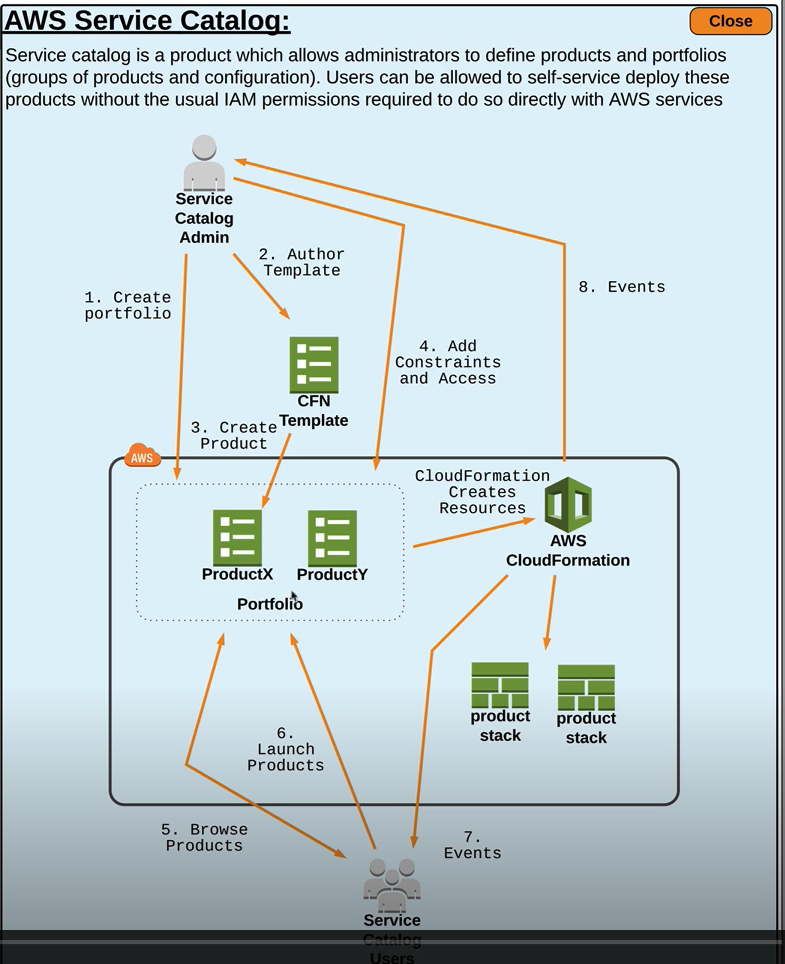 AWS Service Catalog:
Close
Service catalog is a product which allows administrators to define products and portfolios
(groups of products and configuration). Users can be allowed to self-service deploy these
products without the usual IAM permissions required to do so directly with AWS services
Service
Catalog
Admin
2. Author
Template
1. Create
portfolio
8. Events
4. Add
Constraints
and Access
CFN
Template
3. Create
Product
AWS
CloudFormation
Creates
Resources
AWS
CloudFormation
ProductX
ProductY
Portfolio
product
stack
product
stack
6.
Launch
Products
5. Browse
Products
7.
Events
Service
Catalog
Users